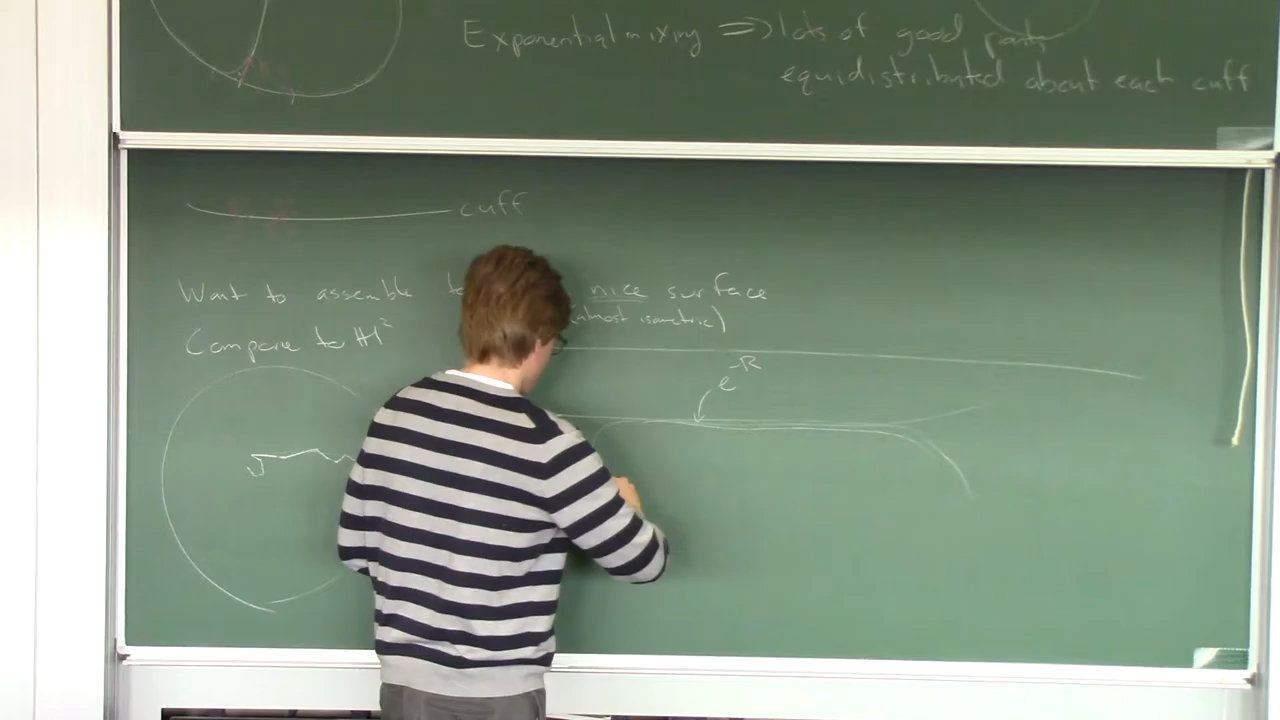 Exponential mixing ⇒ lots of good pants
equidistributed about each cuff
cuff
Want to assemble nice surface
(almost isometric)
Compare to H²
e^-R